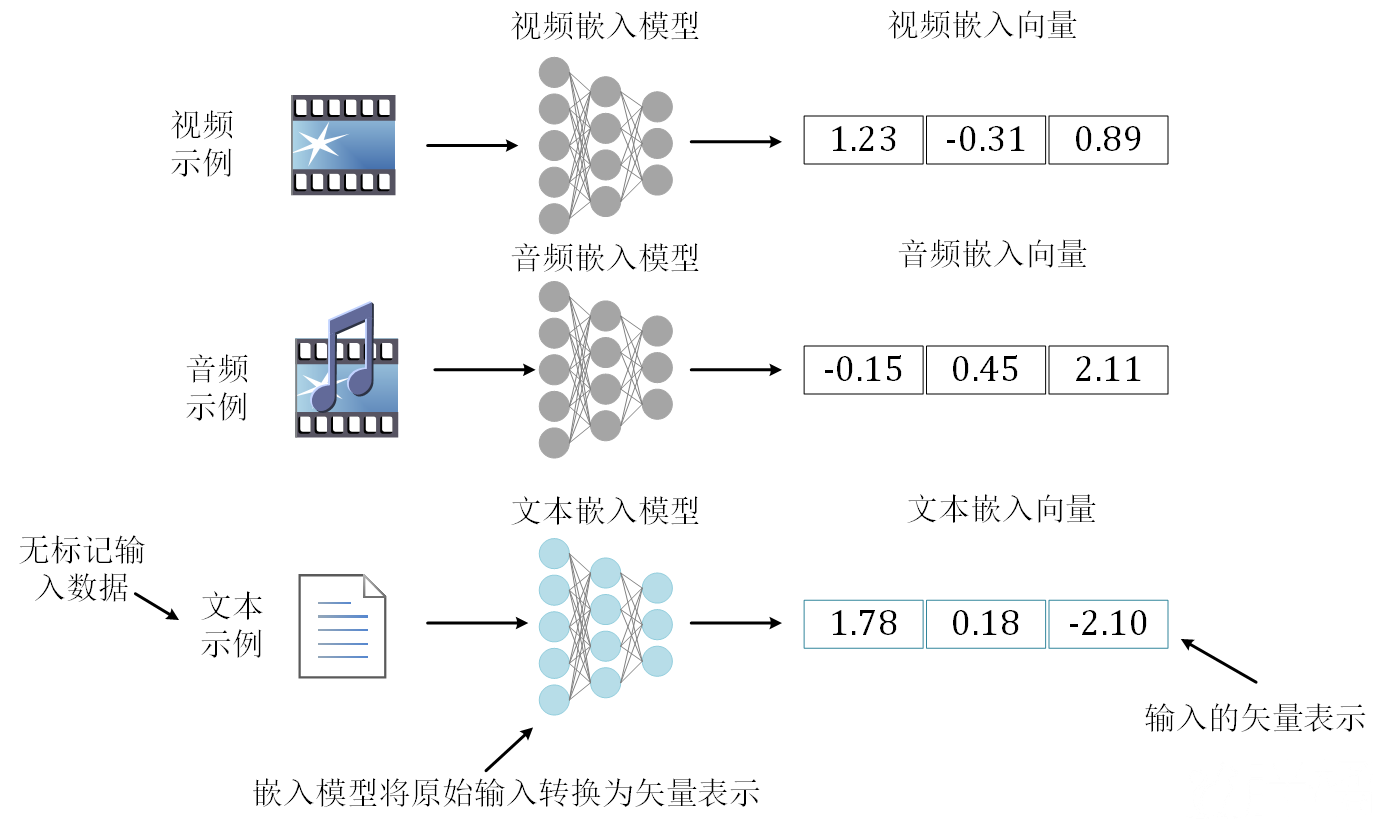 视频嵌入模型
视频嵌入向量
视频
示例
1.23 -0.31 0.89
音频嵌入模型
音频嵌入向量
音频
示例
-0.15 0.45 2.11
文本嵌入模型
文本嵌入向量
无标记输
入数据
文本
示例
1.78 0.18 -2.10
输入的矢量表示
嵌入模型将原始输入转换为矢量表示